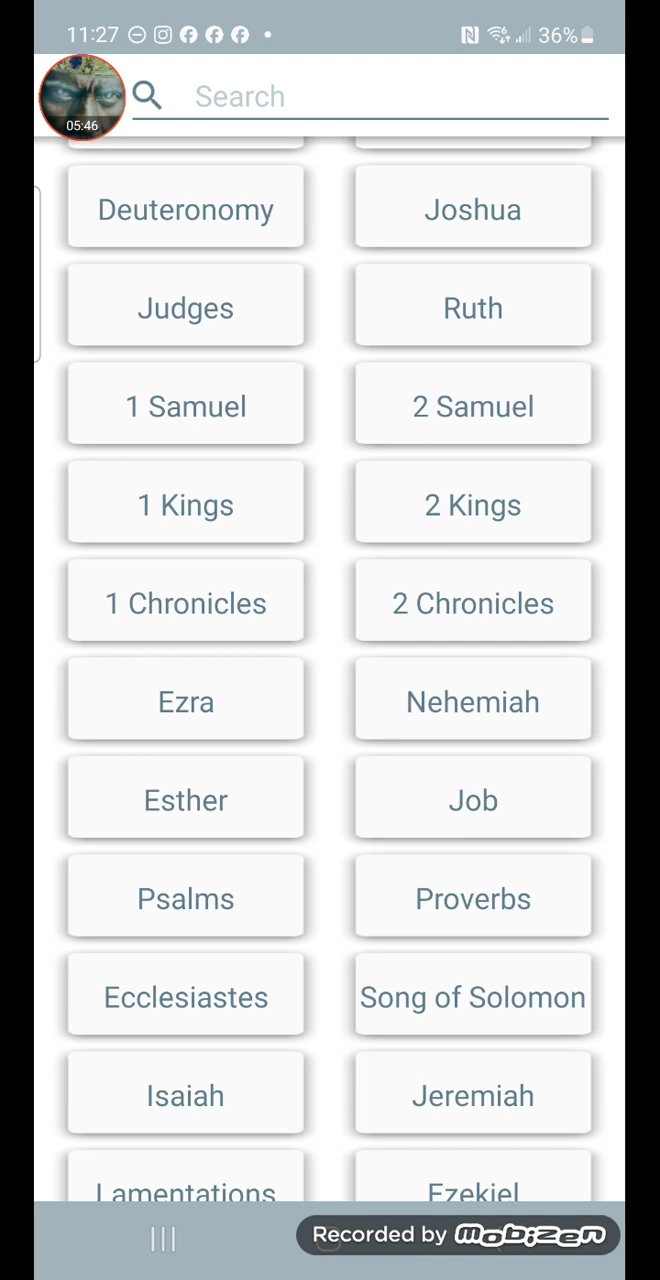 11:27 36%
05:46
Search
Deuteronomy Joshua
Judges Ruth
1 Samuel 2 Samuel
1 Kings 2 Kings
1 Chronicles 2 Chronicles
Ezra Nehemiah
Esther Job
Psalms Proverbs
Ecclesiastes Song of Solomon
Isaiah Jeremiah
Lamentations Ezekiel
Recorded by Mobizen